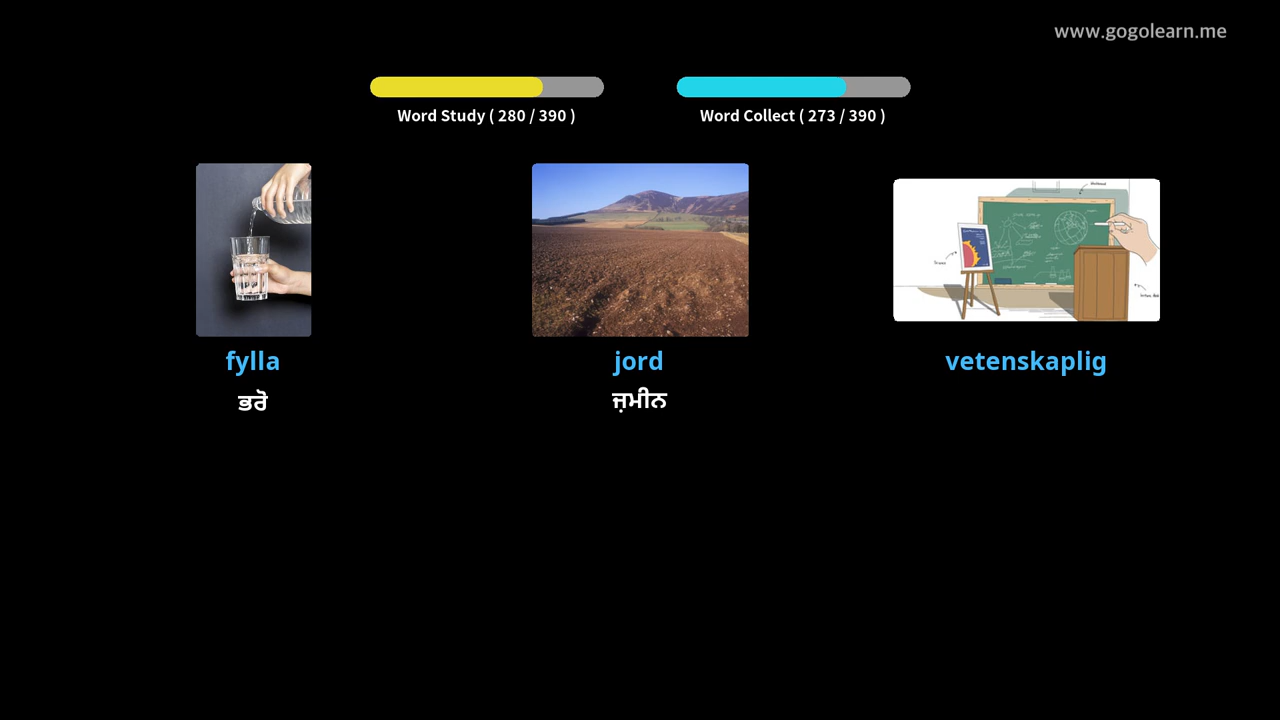 www.gogolearn.me
Word Study ( 280 / 390 )
Word Collect ( 273 / 390 )
fylla
jord
vetenskaplig
ਭਰੋ
ਜ਼ਮੀਨ